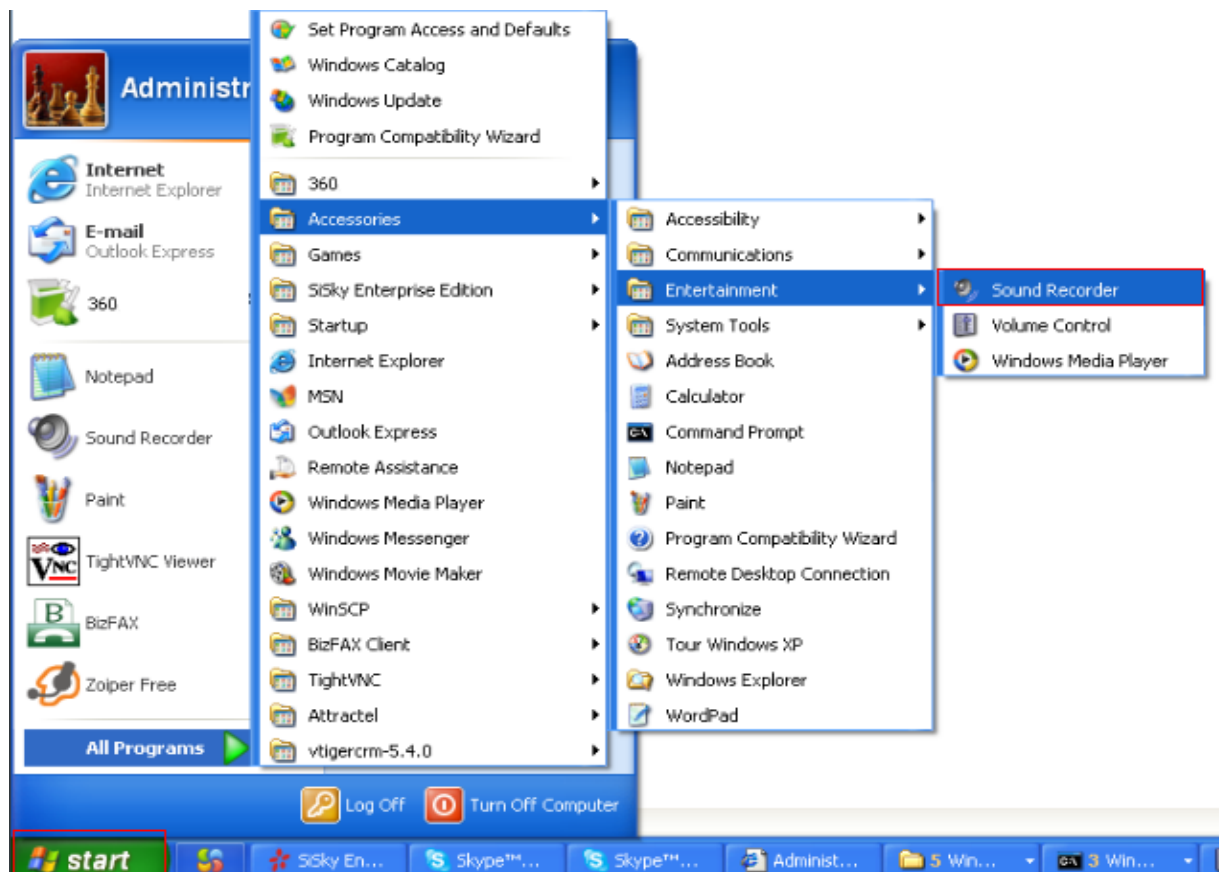 Administr
Internet
Internet Explorer
E-mail
Outlook Express
360
Notepad
Sound Recorder
Paint
VNC
TightVNC Viewer
B
BizFAX
Zoiper Free
All Programs
Set Program Access and Defaults
Windows Catalog
Windows Update
Program Compatibility Wizard
360
Accessories
Games
SiSky Enterprise Edition
Startup
Internet Explorer
MSN
Outlook Express
Remote Assistance
Windows Media Player
Windows Messenger
Windows Movie Maker
WinSCP
BizFAX Client
TightVNC
Attractel
vtigercrm-5.4.0
Accessibility
Communications
Entertainment
System Tools
Address Book
Calculator
Command Prompt
Notepad
Paint
Program Compatibility Wizard
Remote Desktop Connection
Synchronize
Tour Windows XP
Windows Explorer
WordPad
Sound Recorder
Volume Control
Windows Media Player
Log Off
Turn Off Computer
start
SiSky En...
Skype™...
Skype™...
Administ...
5 Win...
3 Win...